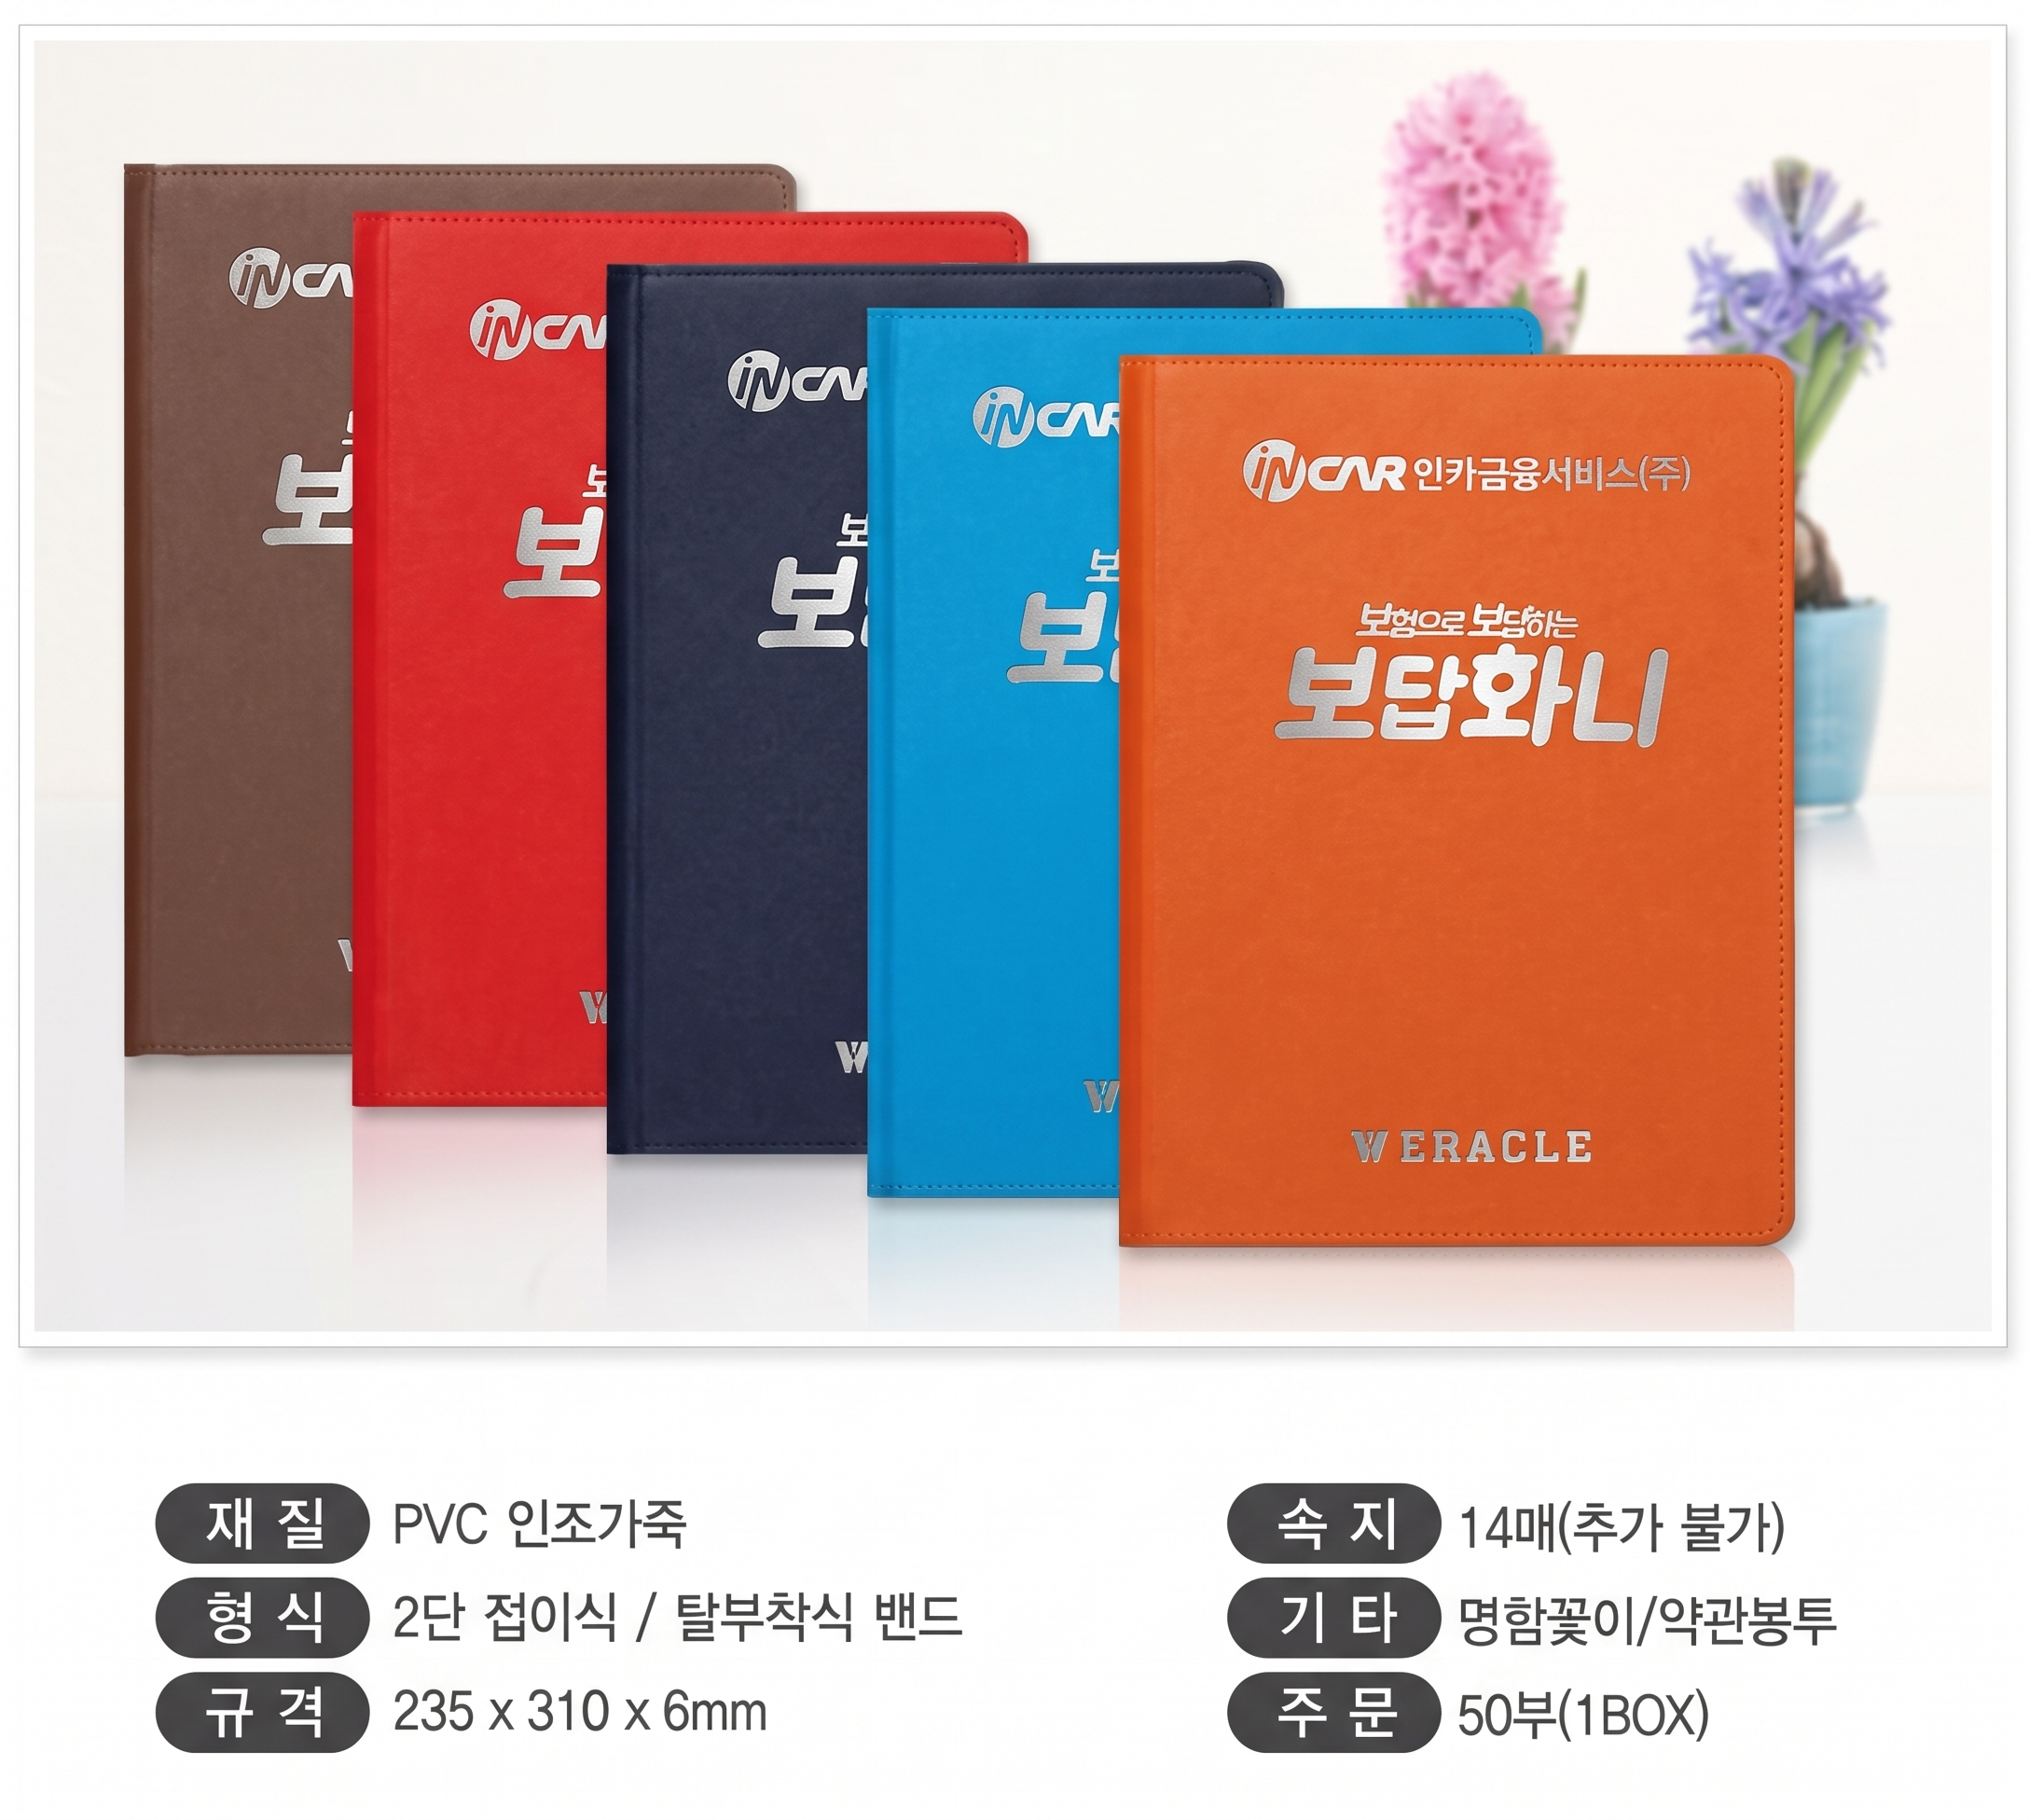 iNCAR 인카금융서비스(주)
보험으로 보답하는
보답화니
WERACLE
재 질 PVC 인조가죽
형 식 2단 접이식 / 탈부착식 밴드
규 격 235 x 310 x 6mm
속 지 14매(추가 불가)
기 타 명함꽂이/약관봉투
주 문 50부(1BOX)